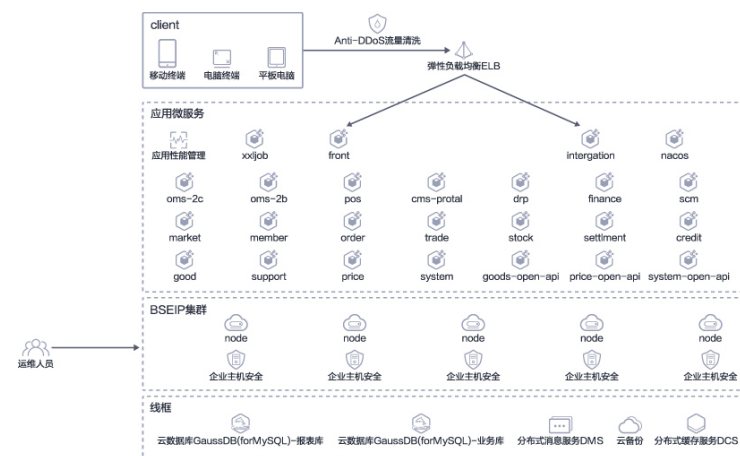 client
Anti-DDoS流量清洗
移动终端 电脑终端 平板电脑
弹性负载均衡ELB
应用微服务
应用性能管理 xxljob front intergation nacos
oms-2c oms-2b pos cms-protal drp finance scm
market member order trade stock settlment credit
good support price system goods-open-api price-open-api system-open-api
BSEIP集群
node node node node node
运维人员
企业主机安全 企业主机安全 企业主机安全 企业主机安全 企业主机安全
线框
云数据库GaussDB(forMySQL)-报表库 云数据库GaussDB(forMySQL)-业务库 分布式消息服务DMS 云备份 分布式缓存服务DCS